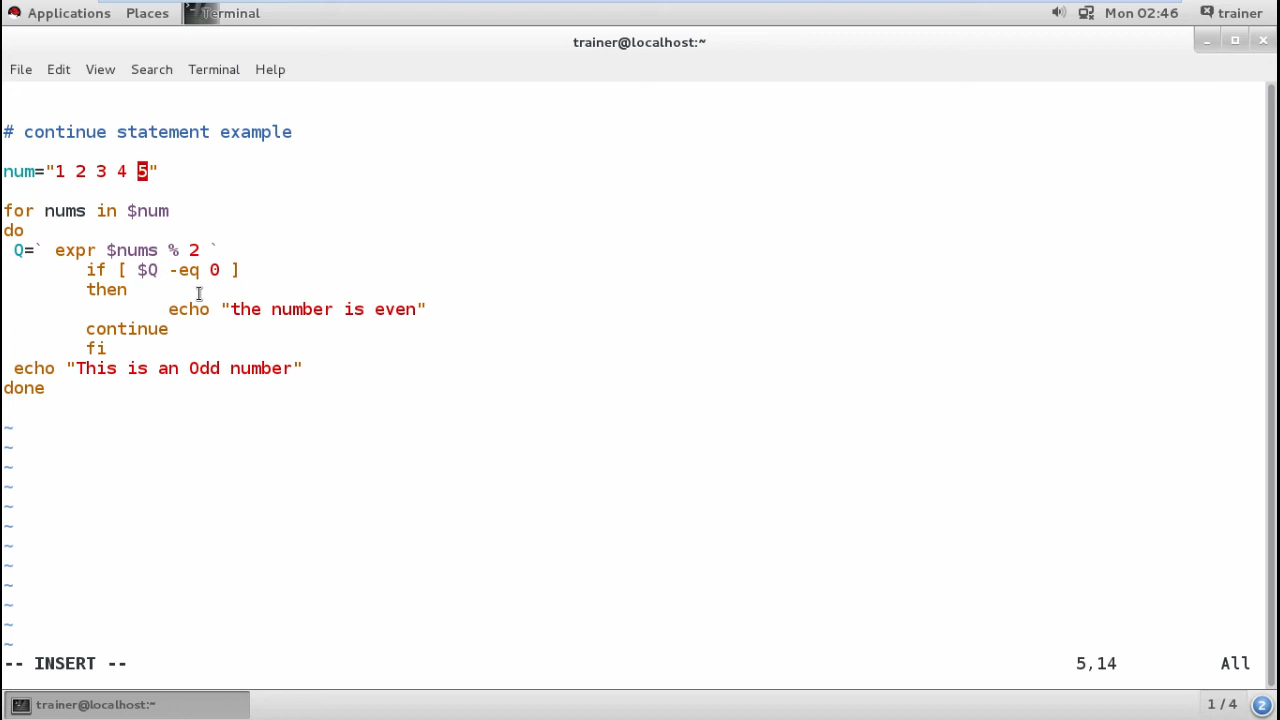 Applications Places Terminal Mon 02:46 trainer
trainer@localhost:~
File Edit View Search Terminal Help
# continue statement example
num="1 2 3 4 5"
for nums in $num
do
 Q=` expr $nums % 2 `
        if [ $Q -eq 0 ]
        then
                echo "the number is even"
        continue
        fi
 echo "This is an Odd number"
done
~
~
~
~
~
~
~
~
~
~
~
~
-- INSERT -- 5,14 All
trainer@localhost:~ 1 / 4 2